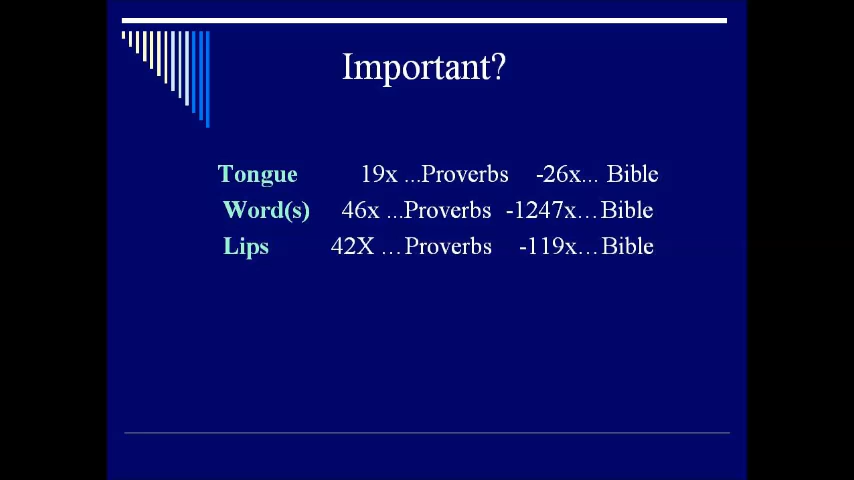 Important?
Tongue 19x ...Proverbs -26x... Bible
Word(s) 46x ...Proverbs -1247x...Bible
Lips 42X ...Proverbs -119x...Bible